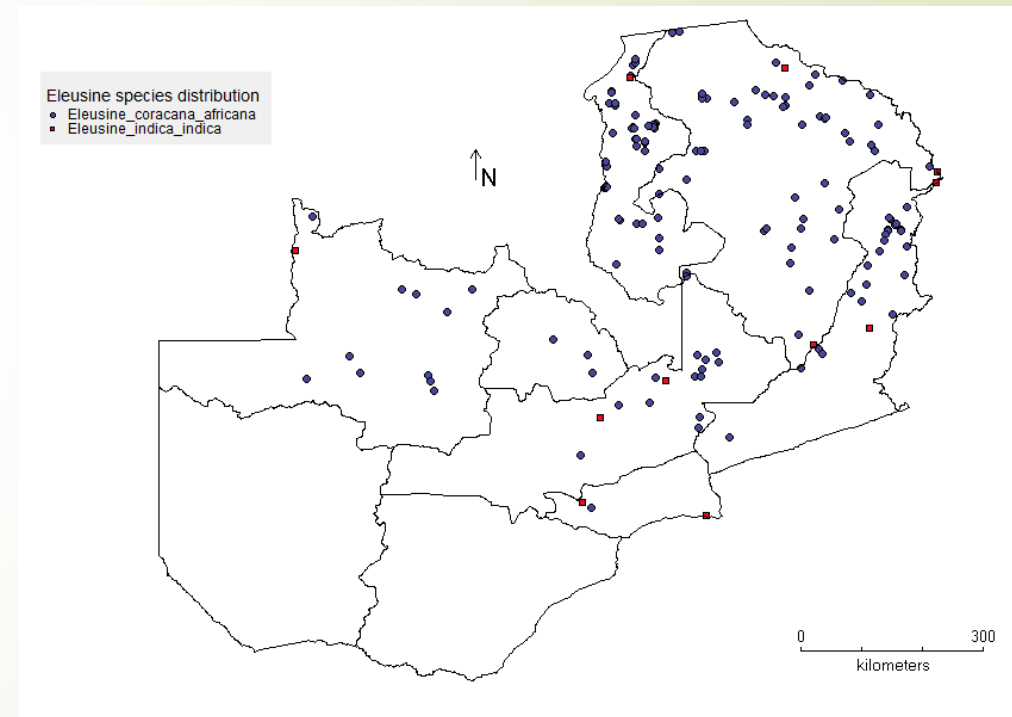 Eleusine species distribution
Eleusine_coracana_africana
Eleusine_indica_indica
N
0 300
kilometers